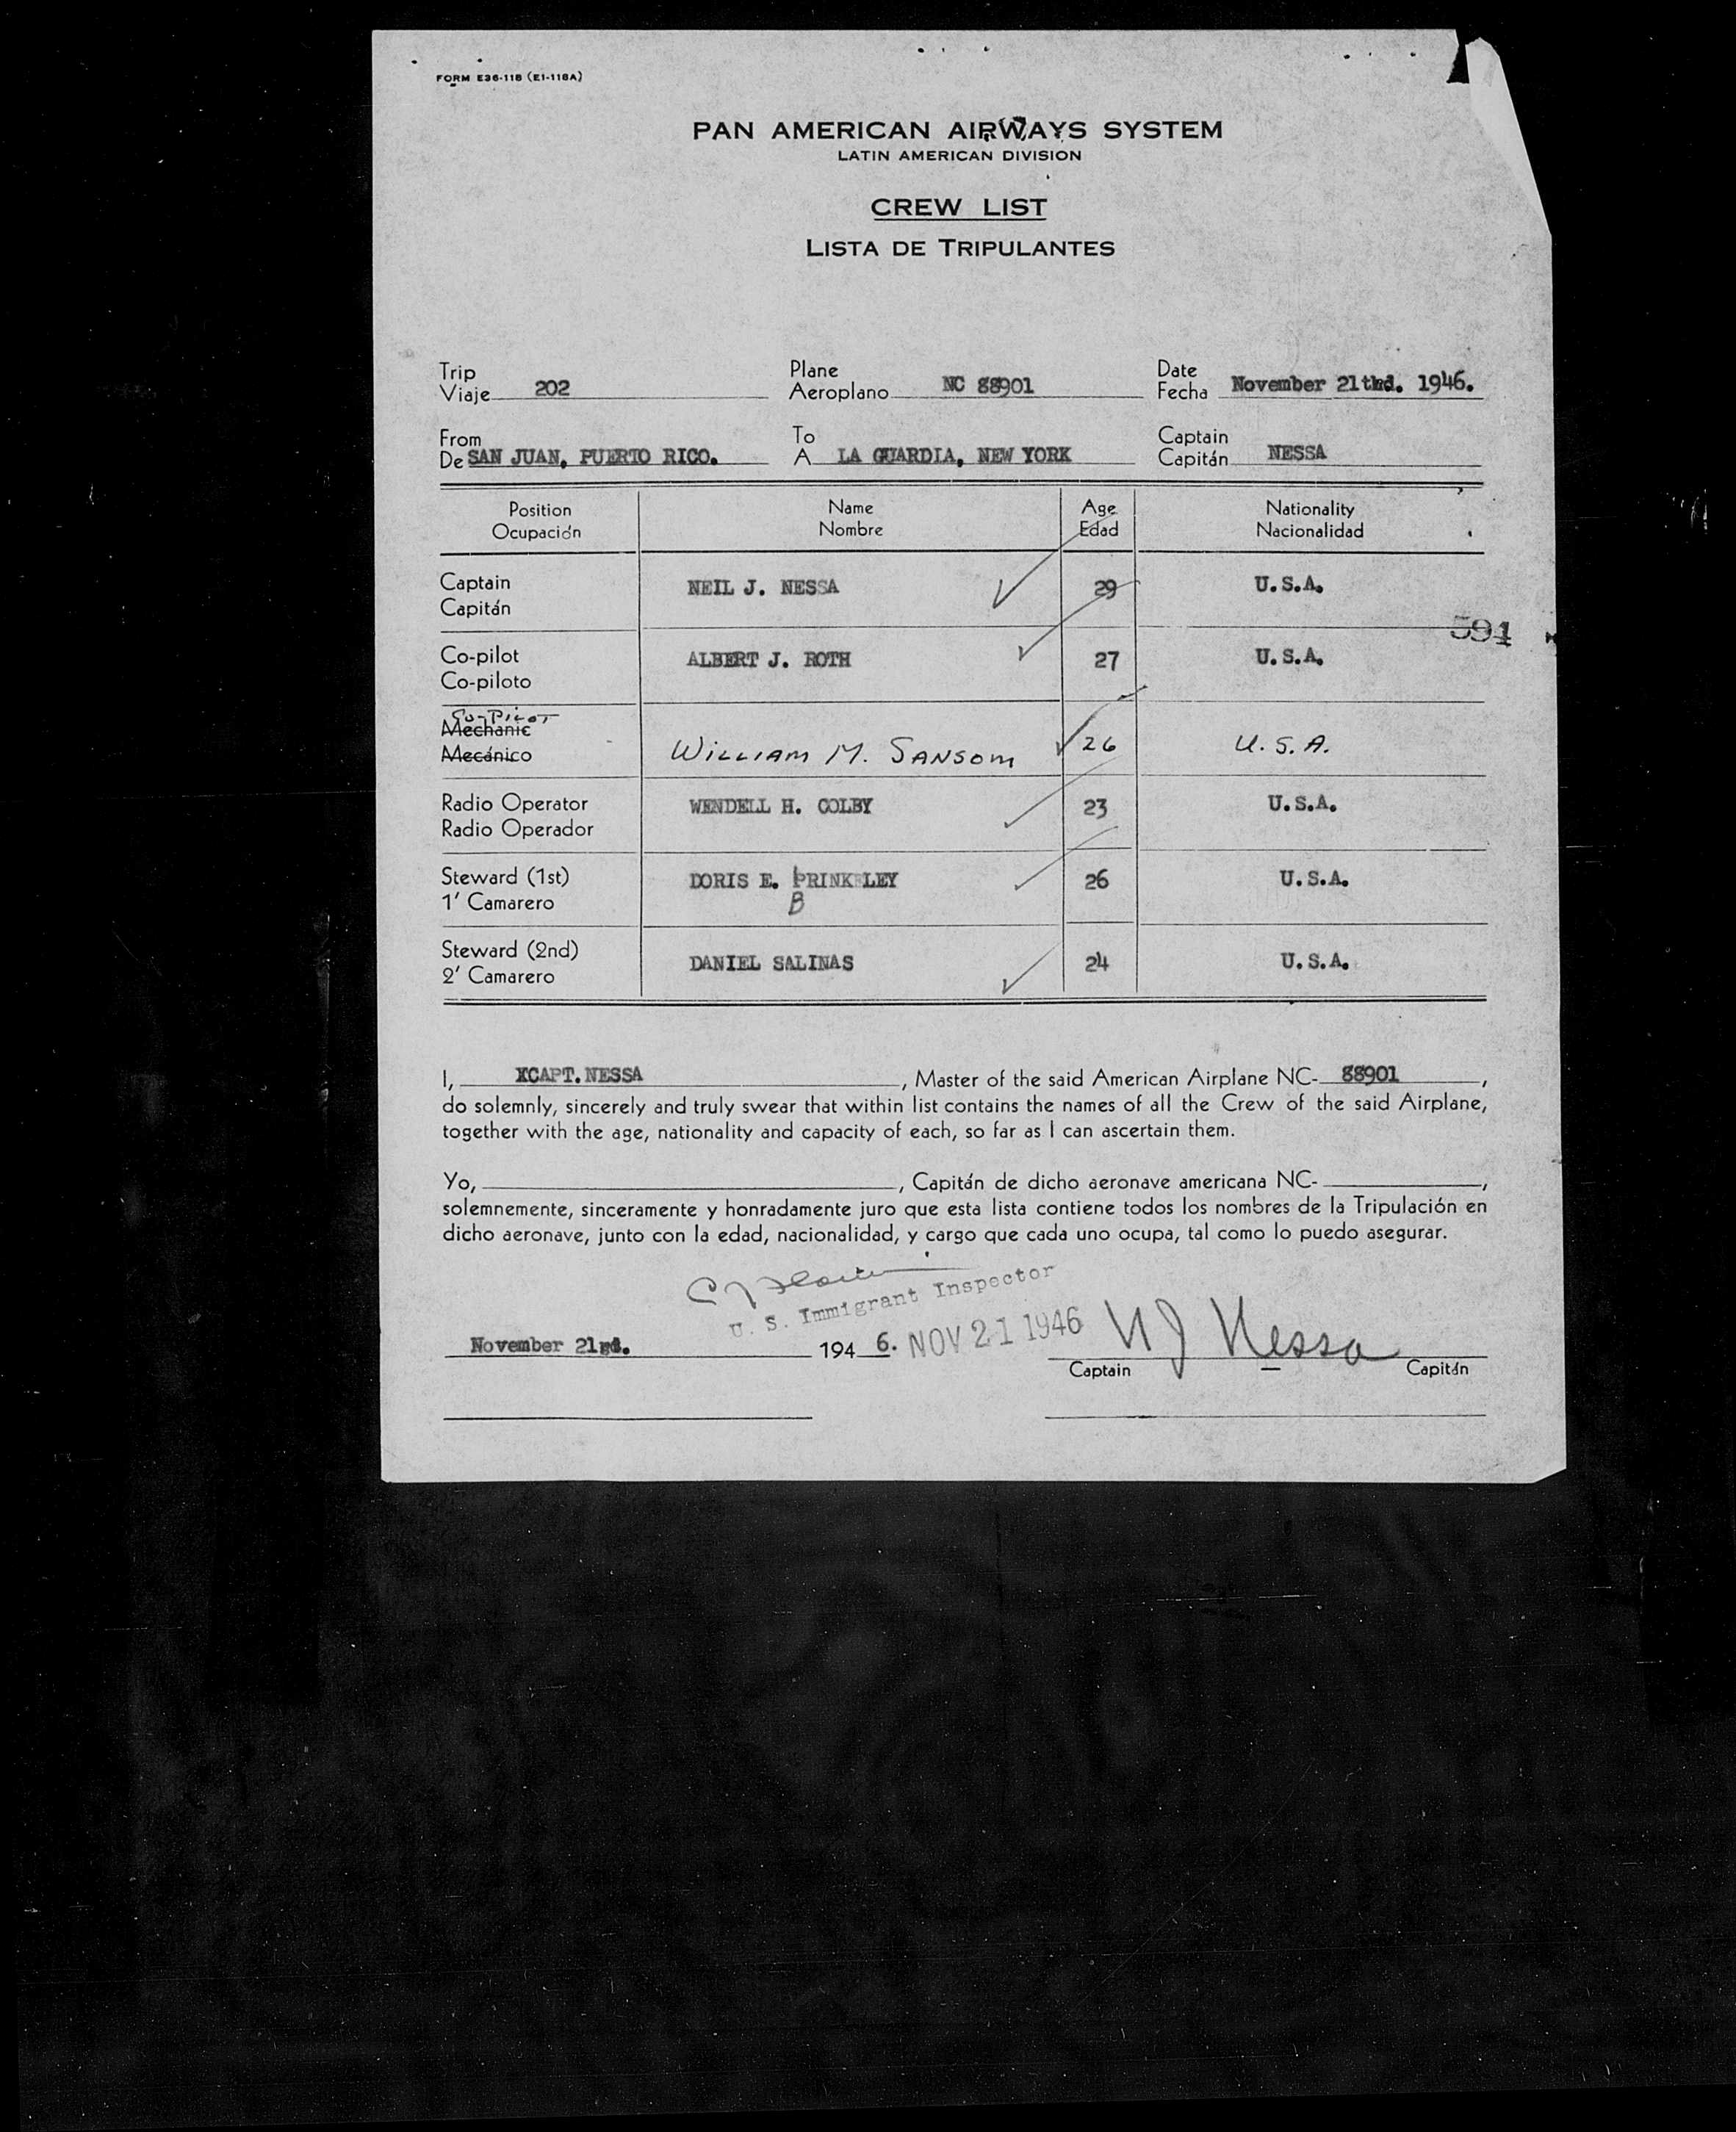 FORM E36-118 (E1-118A)
PAN AMERICAN AIRWAYS SYSTEM
LATIN AMERICAN DIVISION
CREW LIST
LISTA DE TRIPULANTES
Trip
Viaje 202
Plane
Aeroplano NC 88901
Date
Fecha November 21 1946.
From
De SAN JUAN, PUERTO RICO.
To
A LA GUARDIA, NEW YORK
Captain
Capitán NESSA
Position Name Age Nationality
Ocupación Nombre Edad Nacionalidad
Captain
Capitán NEIL J. NESSA 29 U.S.A.
594
Co-pilot
Co-piloto ALBERT J. ROTH 27 U.S.A.
Co-Pilot
Mechanic
Mecánico WILLIAM M. SANSOM 26 U.S.A.
Radio Operator
Radio Operador WENDELL H. COLBY 23 U.S.A.
Steward (1st)
1' Camarero DORIS E. PRINKLEY 26 U.S.A.
B
Steward (2nd)
2' Camarero DANIEL SALINAS 24 U.S.A.
I, XCAPT. NESSA, Master of the said American Airplane NC- 88901,
do solemnly, sincerely and truly swear that within list contains the names of all the Crew of the said Airplane,
together with the age, nationality and capacity of each, so far as I can ascertain them.
Yo, , Capitán de dicho aeronave americana NC- ,
solemnemente, sinceramente y honradamente juro que esta lista contiene todos los nombres de la Tripulación en
dicho aeronave, junto con la edad, nacionalidad, y cargo que cada uno ocupa, tal como lo puedo asegurar.
U. S. Immigrant Inspector
November 21 194 6. NOV 21 1946 N J Nessa
Captain Capitán